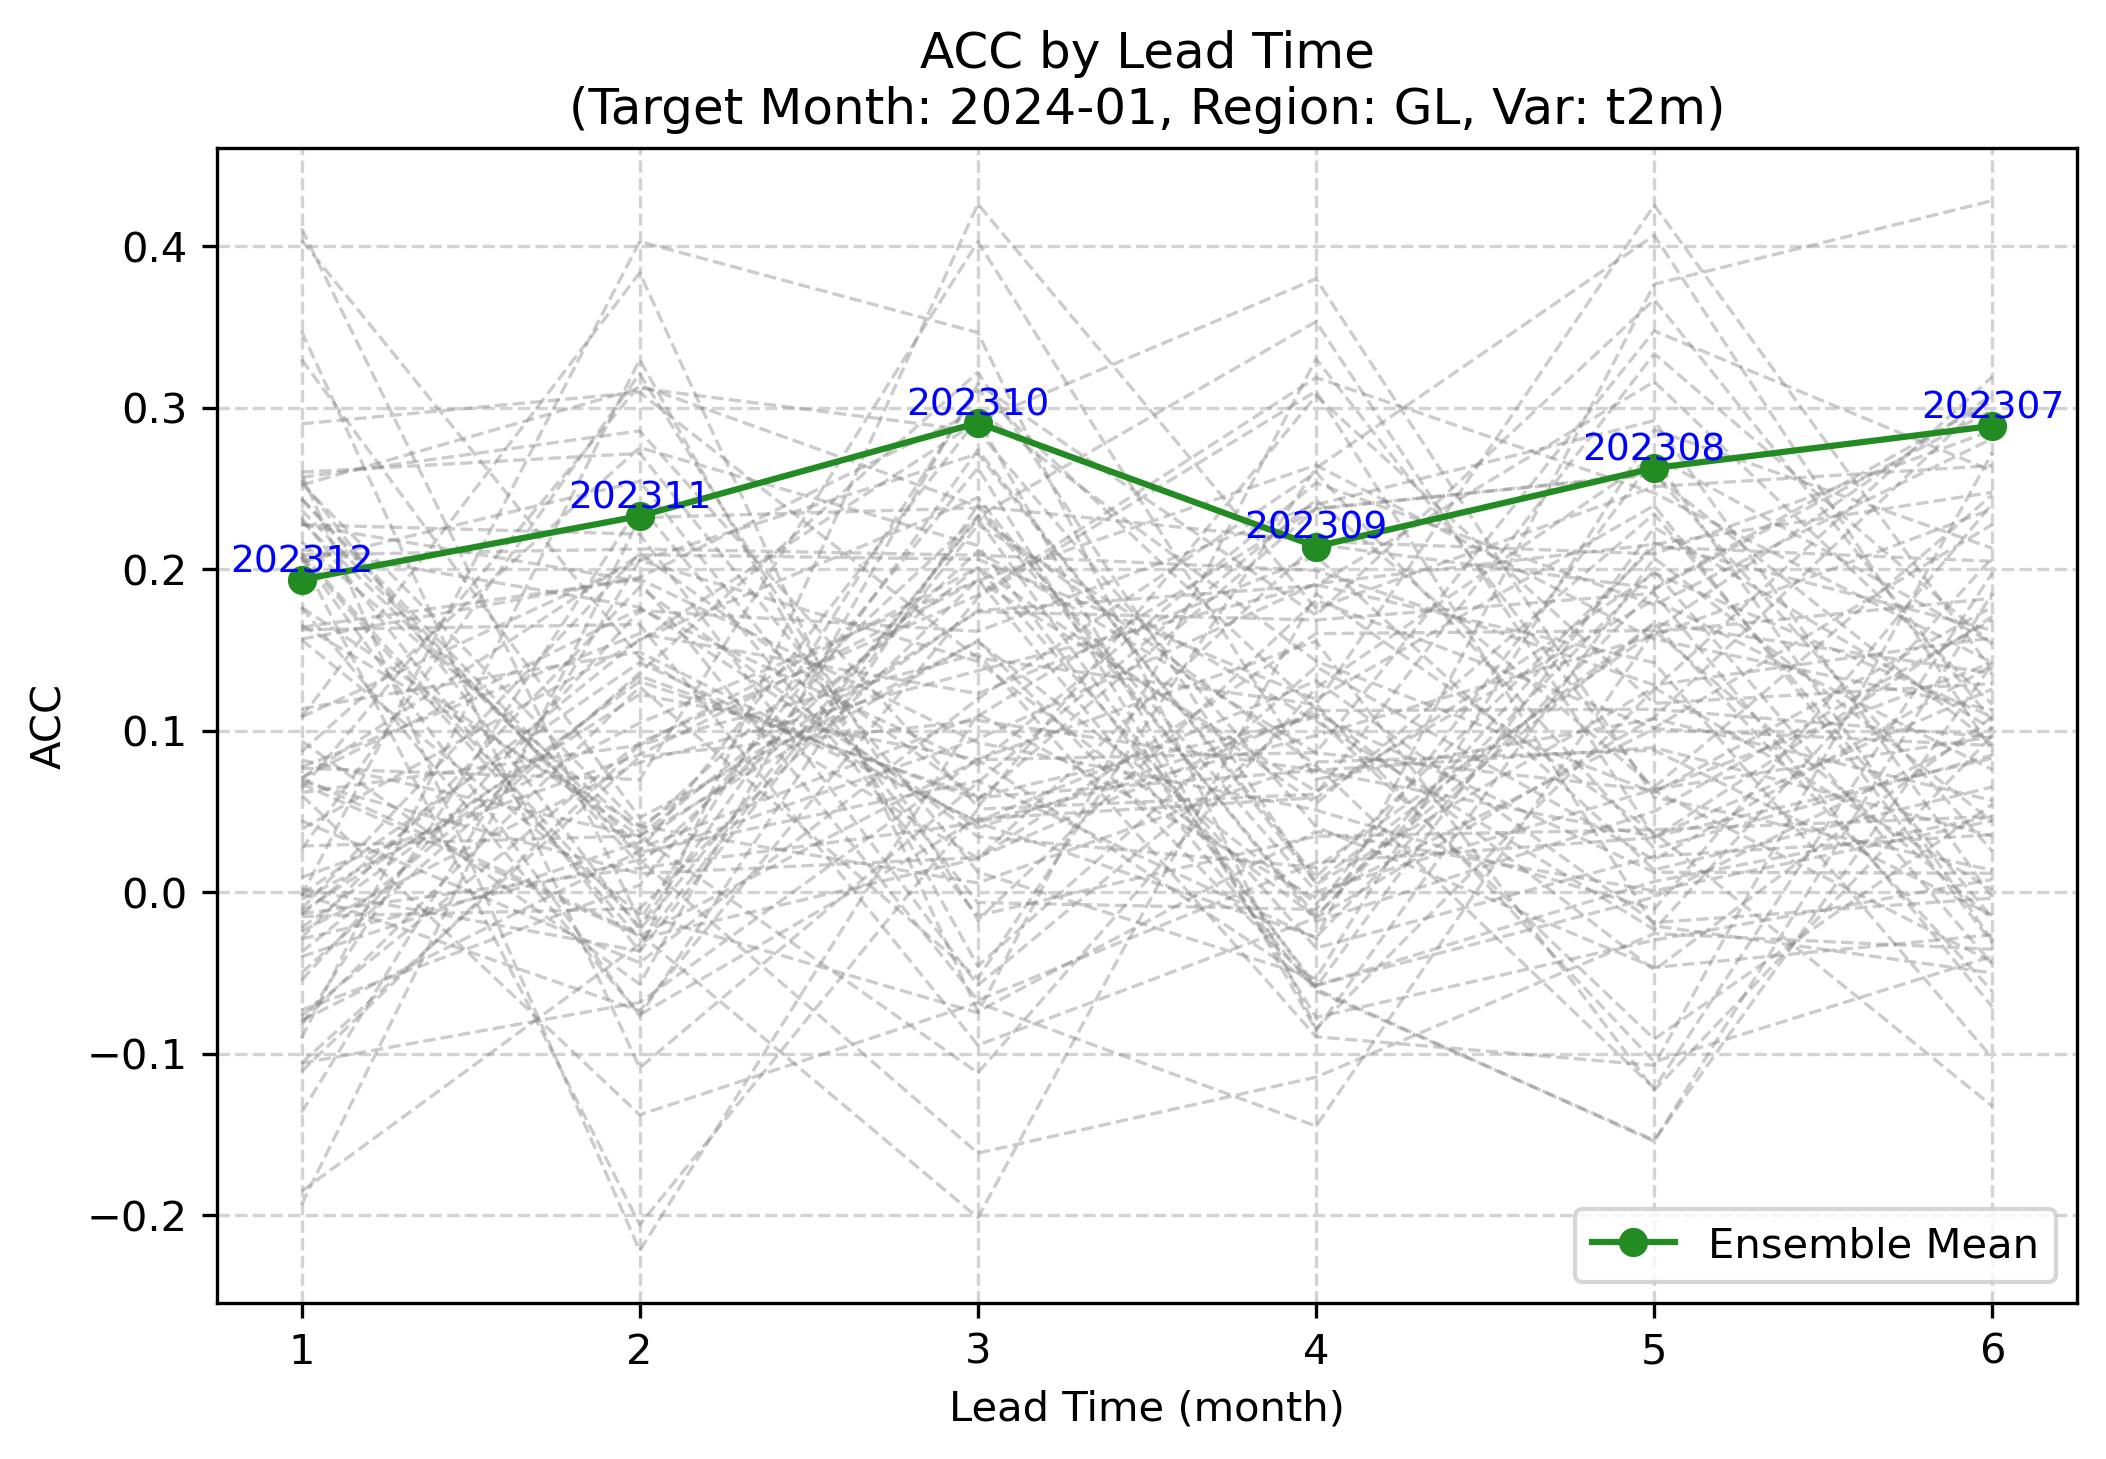 ACC by Lead Time
(Target Month: 2024-01, Region: GL, Var: t2m)
ACC
0.4
0.3
0.2
0.1
0.0
−0.1
−0.2
202312
202311
202310
202309
202308
202307
Ensemble Mean
1 2 3 4 5 6
Lead Time (month)